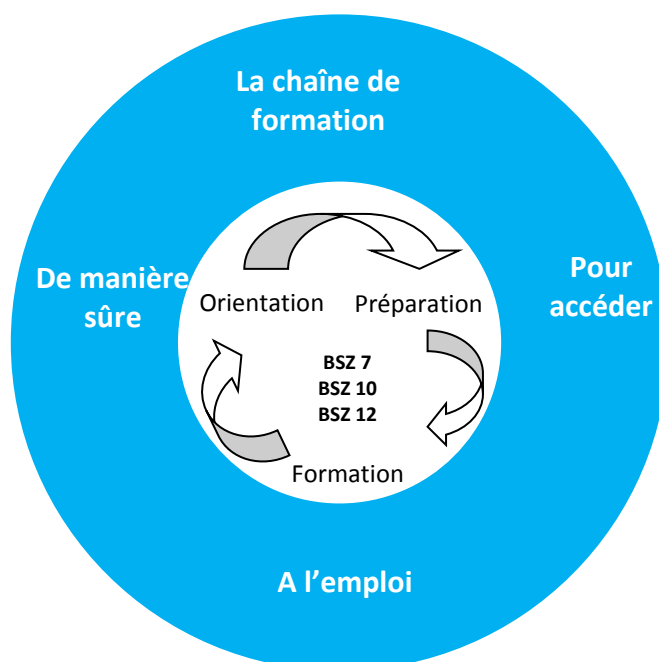 La chaîne de
formation
Pour
accéder
A l’emploi
De manière
sûre
Orientation
Préparation
Formation
BSZ 7
BSZ 10
BSZ 12